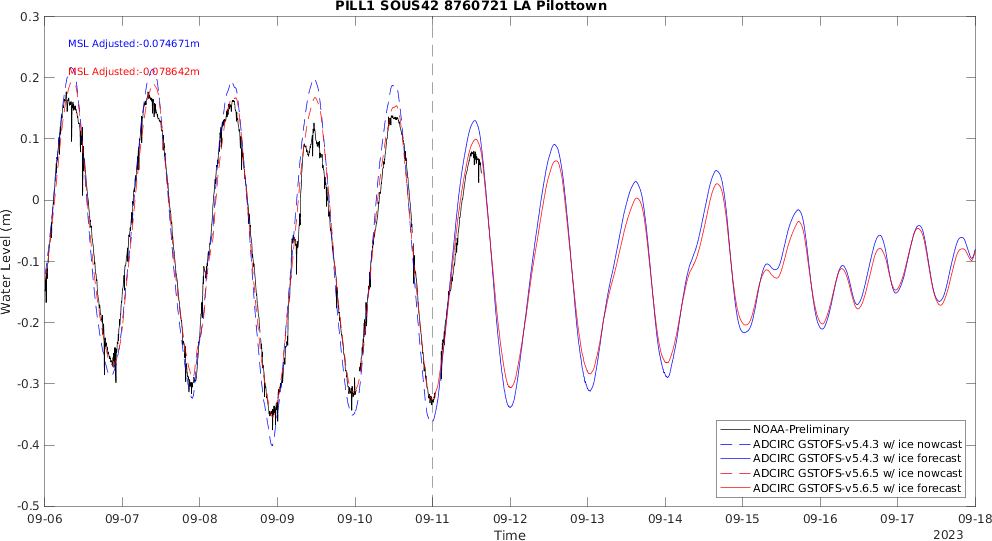 PILL1 SOUS42 8760721 LA Pilottown
MSL Adjusted:-0.074671m
MSL Adjusted:-0.078642m
Water Level (m)
0.3
0.2
0.1
0
-0.1
-0.2
-0.3
-0.4
-0.5
NOAA-Preliminary
ADCIRC GSTOFS-v5.4.3 w/ ice nowcast
ADCIRC GSTOFS-v5.4.3 w/ ice forecast
ADCIRC GSTOFS-v5.6.5 w/ ice nowcast
ADCIRC GSTOFS-v5.6.5 w/ ice forecast
09-06 09-07 09-08 09-09 09-10 09-11 09-12 09-13 09-14 09-15 09-16 09-17 09-18
Time
2023